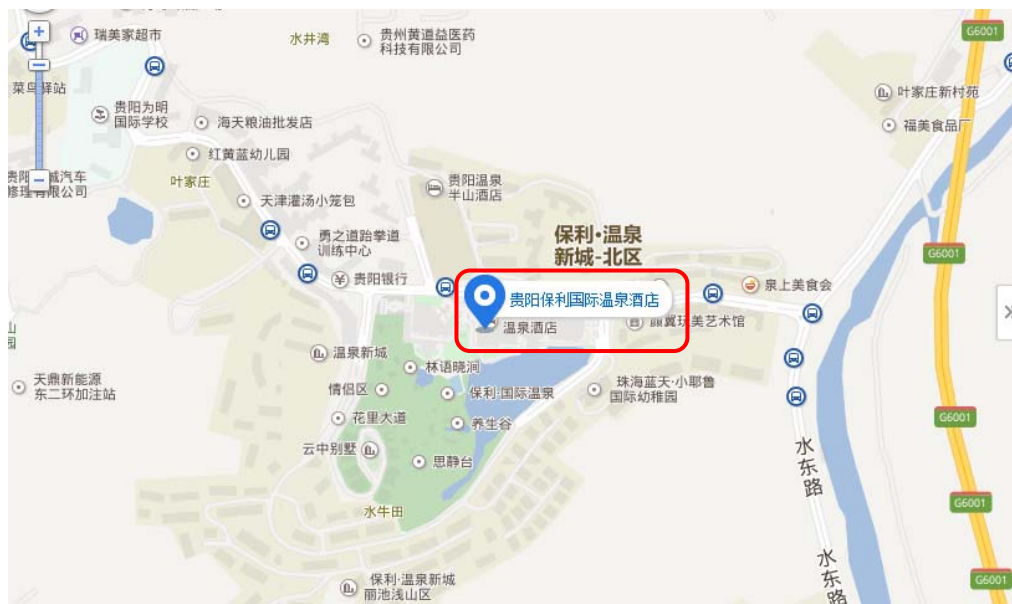 瑞美家超市
水井湾
贵州黄道益医药
科技有限公司
G6001
菜鸟驿站
贵阳为明
国际学校
海天粮油批发店
叶家庄新村苑
福美食品厂
红黄蓝幼儿园
叶家庄
天津灌汤小笼包
贵阳温泉
半山酒店
勇之道跆拳道
训练中心
保利·温泉
新城-北区
G6001
贵阳银行
贵阳保利国际温泉酒店
泉上美食会
温泉酒店
温泉新城
林语晓涧
天鼎新能源
东二环加注站
情侣区
保利·国际温泉
珠海蓝天·小耶鲁
国际幼稚园
花里大道
养生谷
G6001
云中别墅
思静台
水东路
水牛田
G6001
水东路
保利·温泉新城
丽池浅山区
G6001